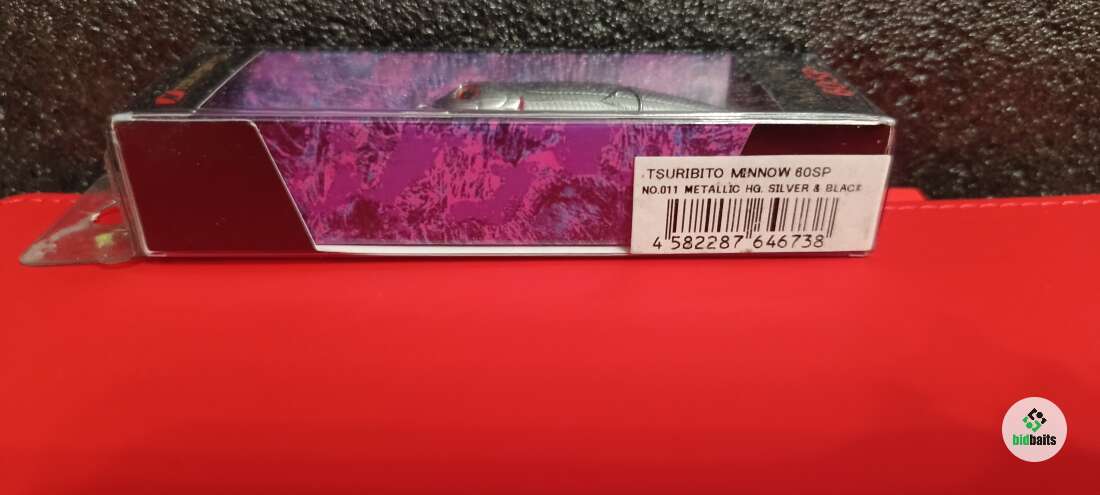 TSURIBITO MINNOW 60SP
NO.011 METALLIC HG. SILVER & BLACK
4 582287 646738
bidbaits